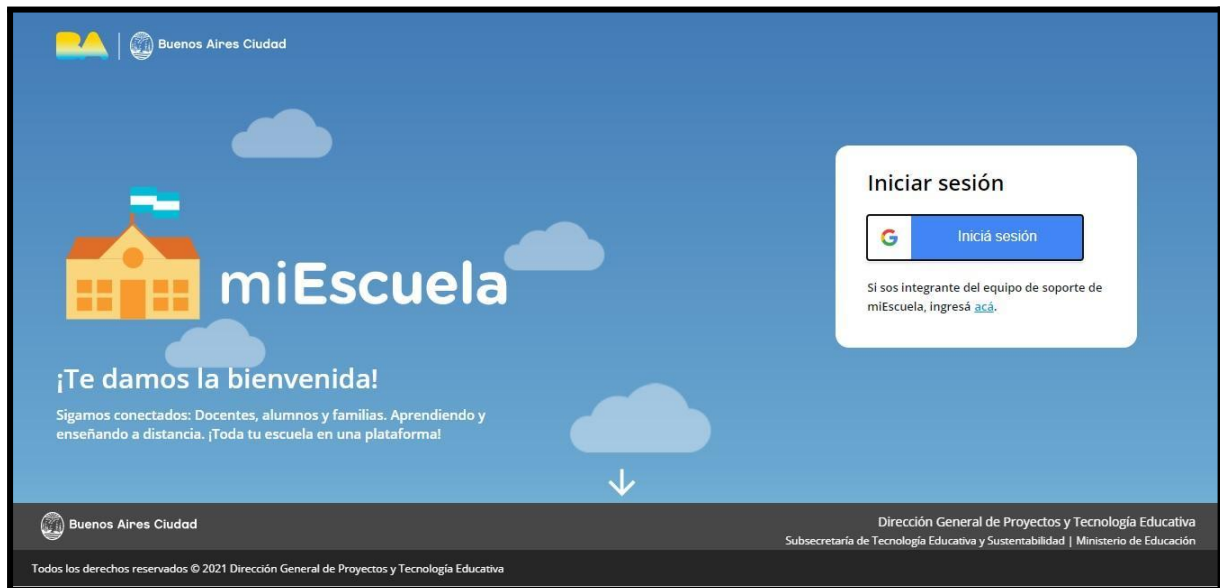 BA
Buenos Aires Ciudad
Iniciar sesión
G
Iniciá sesión
Si sos integrante del equipo de soporte de
miEscuela, ingresá acá.
miEscuela
¡Te damos la bienvenida!
Sigamos conectados: Docentes, alumnos y familias. Aprendiendo y
enseñando a distancia. ¡Toda tu escuela en una plataforma!
Buenos Aires Ciudad
Dirección General de Proyectos y Tecnología Educativa
Subsecretaría de Tecnología Educativa y Sustentabilidad | Ministerio de Educación
Todos los derechos reservados © 2021 Dirección General de Proyectos y Tecnología Educativa